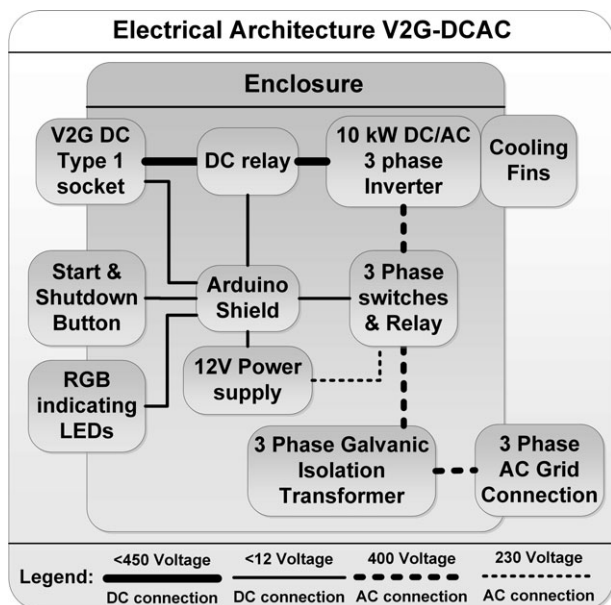 Electrical Architecture V2G-DCAC
Enclosure
V2G DC
Type 1
socket
DC relay
10 kW DC/AC
3 phase
Inverter
Cooling
Fins
Start &
Shutdown
Button
Arduino
Shield
3 Phase
switches
& Relay
RGB
indicating
LEDs
12V Power
supply
3 Phase Galvanic
Isolation
Transformer
3 Phase
AC Grid
Connection
Legend:
<450 Voltage
DC connection
<12 Voltage
DC connection
400 Voltage
AC connection
230 Voltage
AC connection